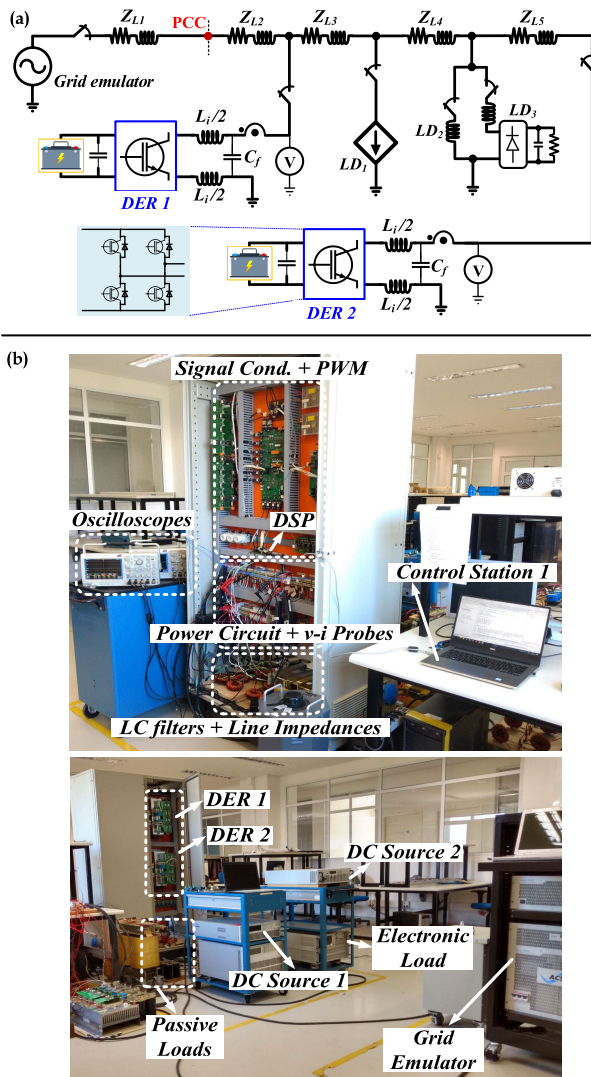 (a)
Z_L1
PCC
Z_L2
Z_L3
Z_L4
Z_L5
Grid emulator
L_i/2
C_f
V
L_i/2
DER 1
LD_1
LD_2
LD_3
L_i/2
C_f
V
L_i/2
DER 2
(b)
Signal Cond. + PWM
Oscilloscopes
DSP
Control Station 1
Power Circuit + v-i Probes
LC filters + Line Impedances
DER 1
DER 2
DC Source 2
Electronic
Load
DC Source 1
Passive
Loads
Grid
Emulator